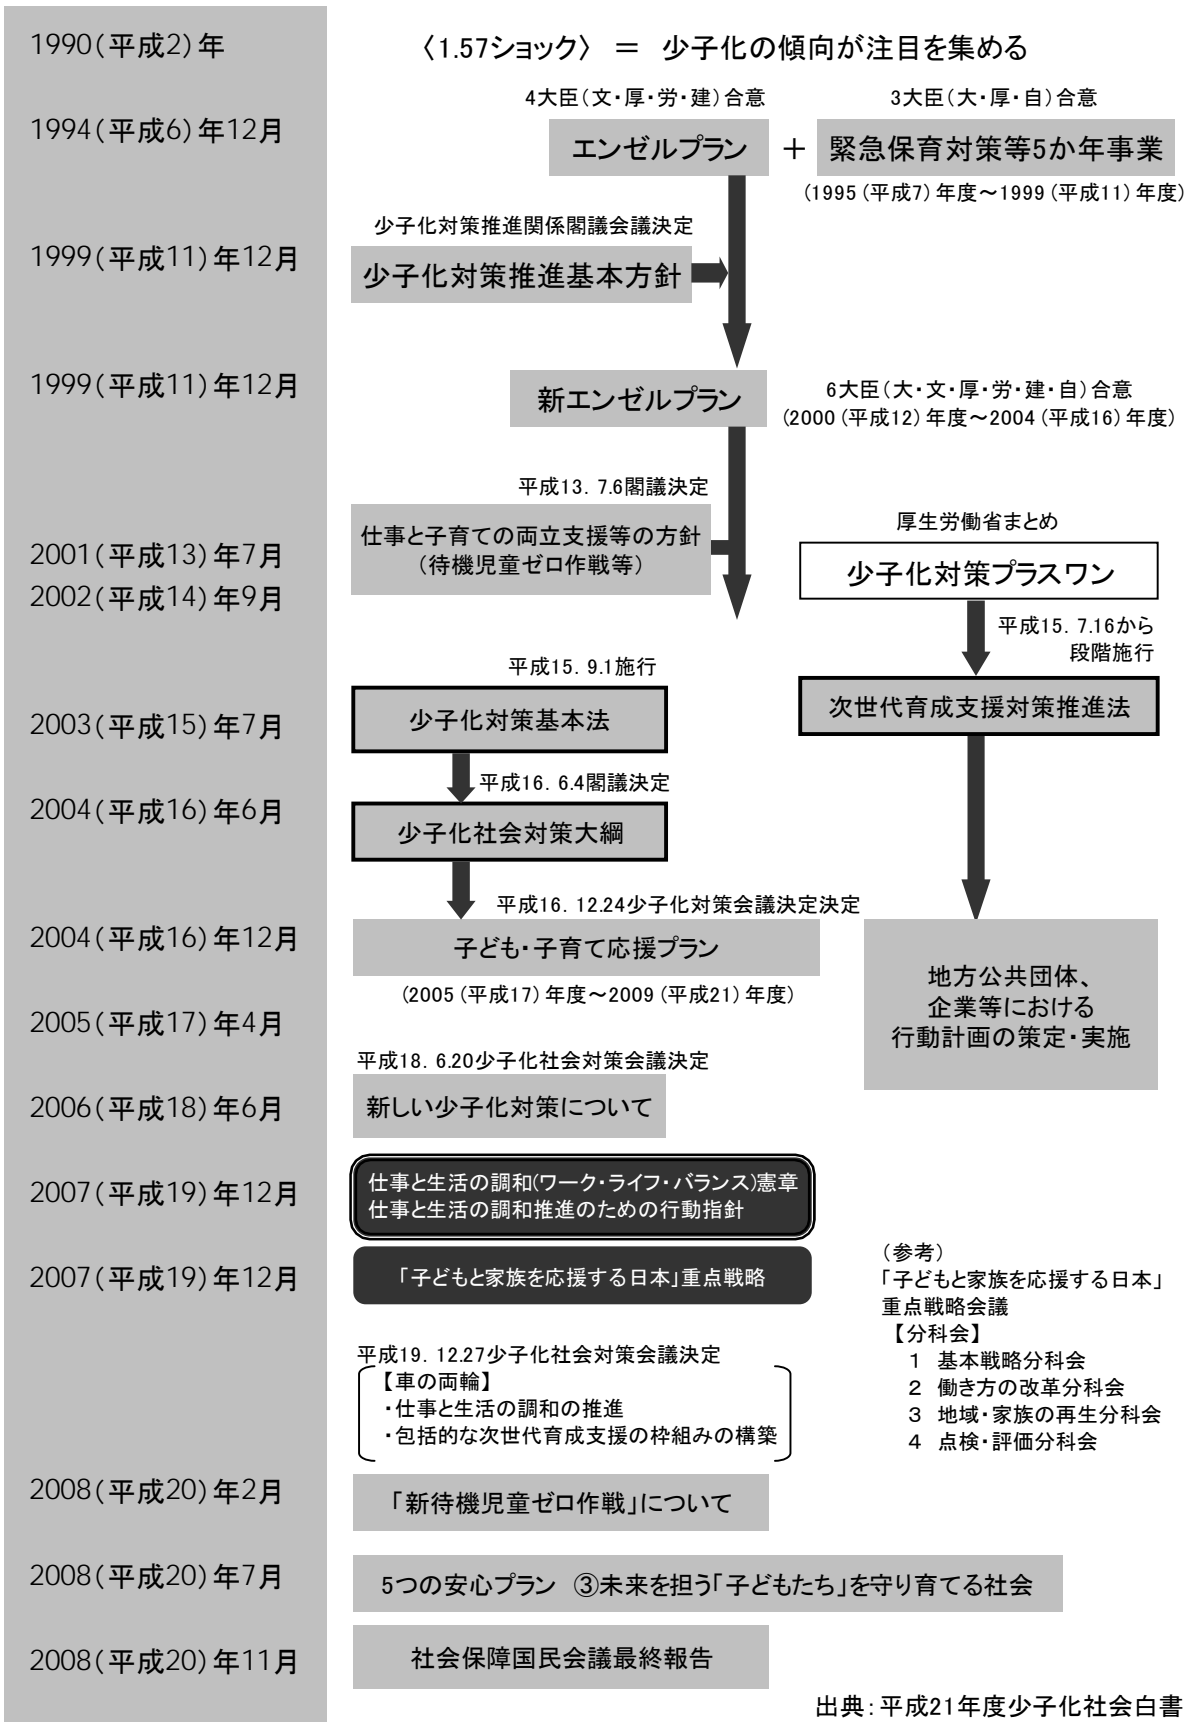 1990(平成2)年
〈1.57ショック〉 ＝ 少子化の傾向が注目を集める
4大臣(文・厚・労・建)合意
3大臣(大・厚・自)合意
1994(平成6)年12月
エンゼルプラン
＋
緊急保育対策等5か年事業
(1995(平成7)年度～1999(平成11)年度)
少子化対策推進関係閣議会議決定
1999(平成11)年12月
少子化対策推進基本方針
1999(平成11)年12月
新エンゼルプラン
6大臣(大・文・厚・労・建・自)合意
(2000(平成12)年度～2004(平成16)年度)
平成13. 7.6閣議決定
仕事と子育ての両立支援等の方針
(待機児童ゼロ作戦等)
厚生労働省まとめ
2001(平成13)年7月
少子化対策プラスワン
2002(平成14)年9月
平成15. 7.16から
段階施行
平成15. 9.1施行
2003(平成15)年7月
少子化対策基本法
次世代育成支援対策推進法
平成16. 6.4閣議決定
2004(平成16)年6月
少子化社会対策大綱
平成16. 12.24少子化対策会議決定決定
2004(平成16)年12月
子ども・子育て応援プラン
(2005(平成17)年度～2009(平成21)年度)
地方公共団体、
企業等における
行動計画の策定・実施
2005(平成17)年4月
平成18. 6.20少子化社会対策会議決定
2006(平成18)年6月
新しい少子化対策について
2007(平成19)年12月
仕事と生活の調和(ワーク・ライフ・バランス)憲章
仕事と生活の調和推進のための行動指針
2007(平成19)年12月
「子どもと家族を応援する日本」重点戦略
(参考)
「子どもと家族を応援する日本」
重点戦略会議
【分科会】
1 基本戦略分科会
2 働き方の改革分科会
3 地域・家族の再生分科会
4 点検・評価分科会
平成19. 12.27少子化社会対策会議決定
【車の両輪】
・仕事と生活の調和の推進
・包括的な次世代育成支援の枠組みの構築
2008(平成20)年2月
「新待機児童ゼロ作戦」について
2008(平成20)年7月
5つの安心プラン ③未来を担う「子どもたち」を守り育てる社会
2008(平成20)年11月
社会保障国民会議最終報告
出典：平成21年度少子化社会白書